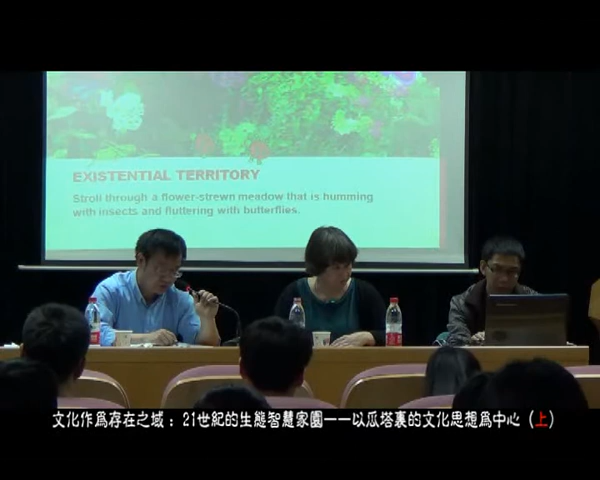 EXISTENTIAL TERRITORY
Stroll through a flower-strewn meadow that is humming
with insects and fluttering with butterflies.
文化作爲存在之域：21世紀的生態智慧家園——以瓜塔裏的文化思想爲中心（上）